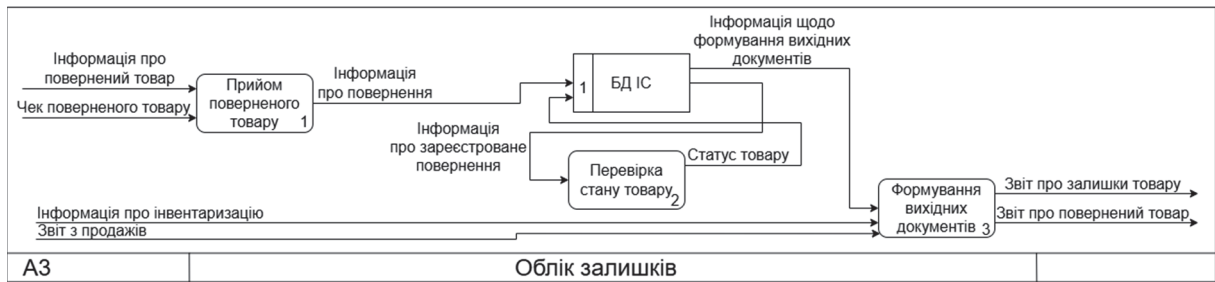 Інформація про
повернений товар
Чек поверненого товару
Прийом
поверненого
товару
1
Інформація
про повернення
1
БД ІС
Інформація щодо
формування вихідних
документів
Інформація
про зареєстроване
повернення
Перевірка
стану товару
2
Статус товару
Інформація про інвентаризацію
Звіт з продажів
Формування
вихідних
документів 3
Звіт про залишки товару
Звіт про повернений товар
А3
Облік залишків